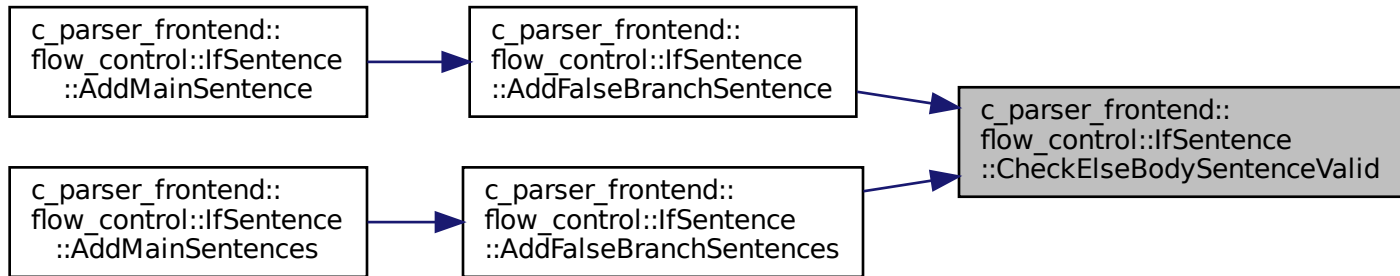 c_parser_frontend::
flow_control::IfSentence
::AddMainSentence
c_parser_frontend::
flow_control::IfSentence
::AddFalseBranchSentence
c_parser_frontend::
flow_control::IfSentence
::CheckElseBodySentenceValid
c_parser_frontend::
flow_control::IfSentence
::AddMainSentences
c_parser_frontend::
flow_control::IfSentence
::AddFalseBranchSentences